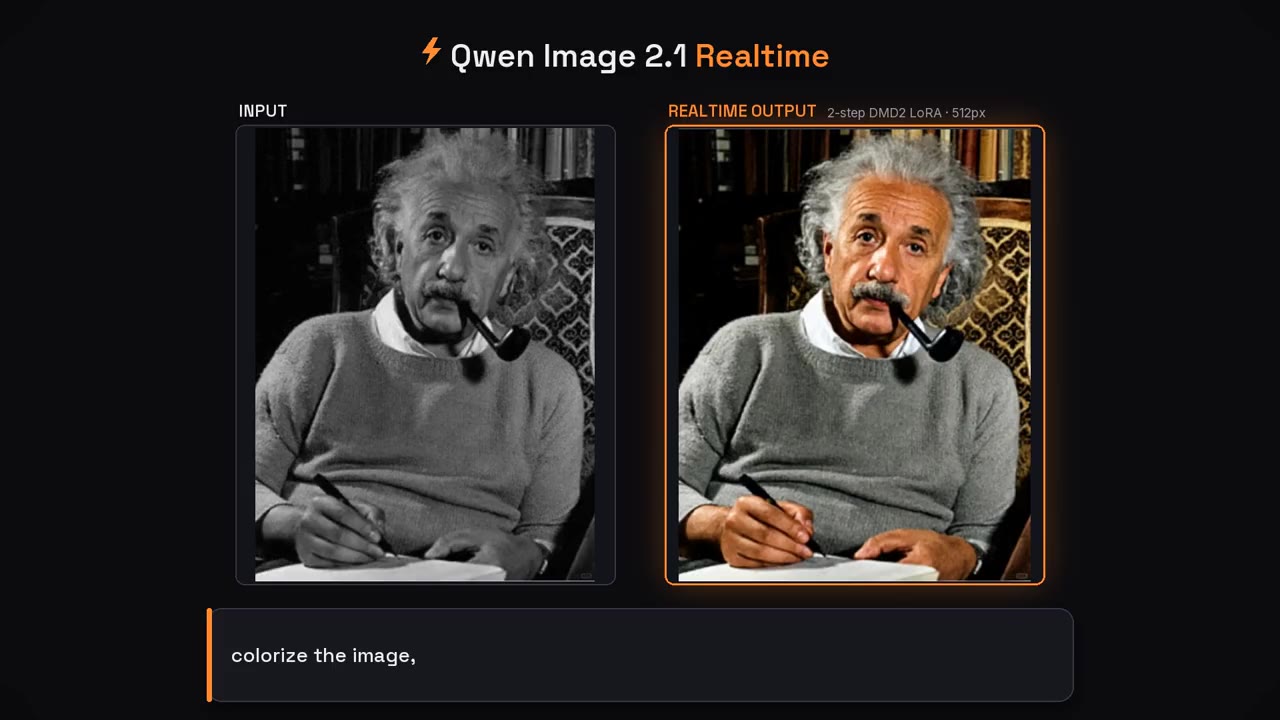 Qwen Image 2.1 Realtime
INPUT
REALTIME OUTPUT 2-step DMD2 LoRA · 512px
colorize the image,